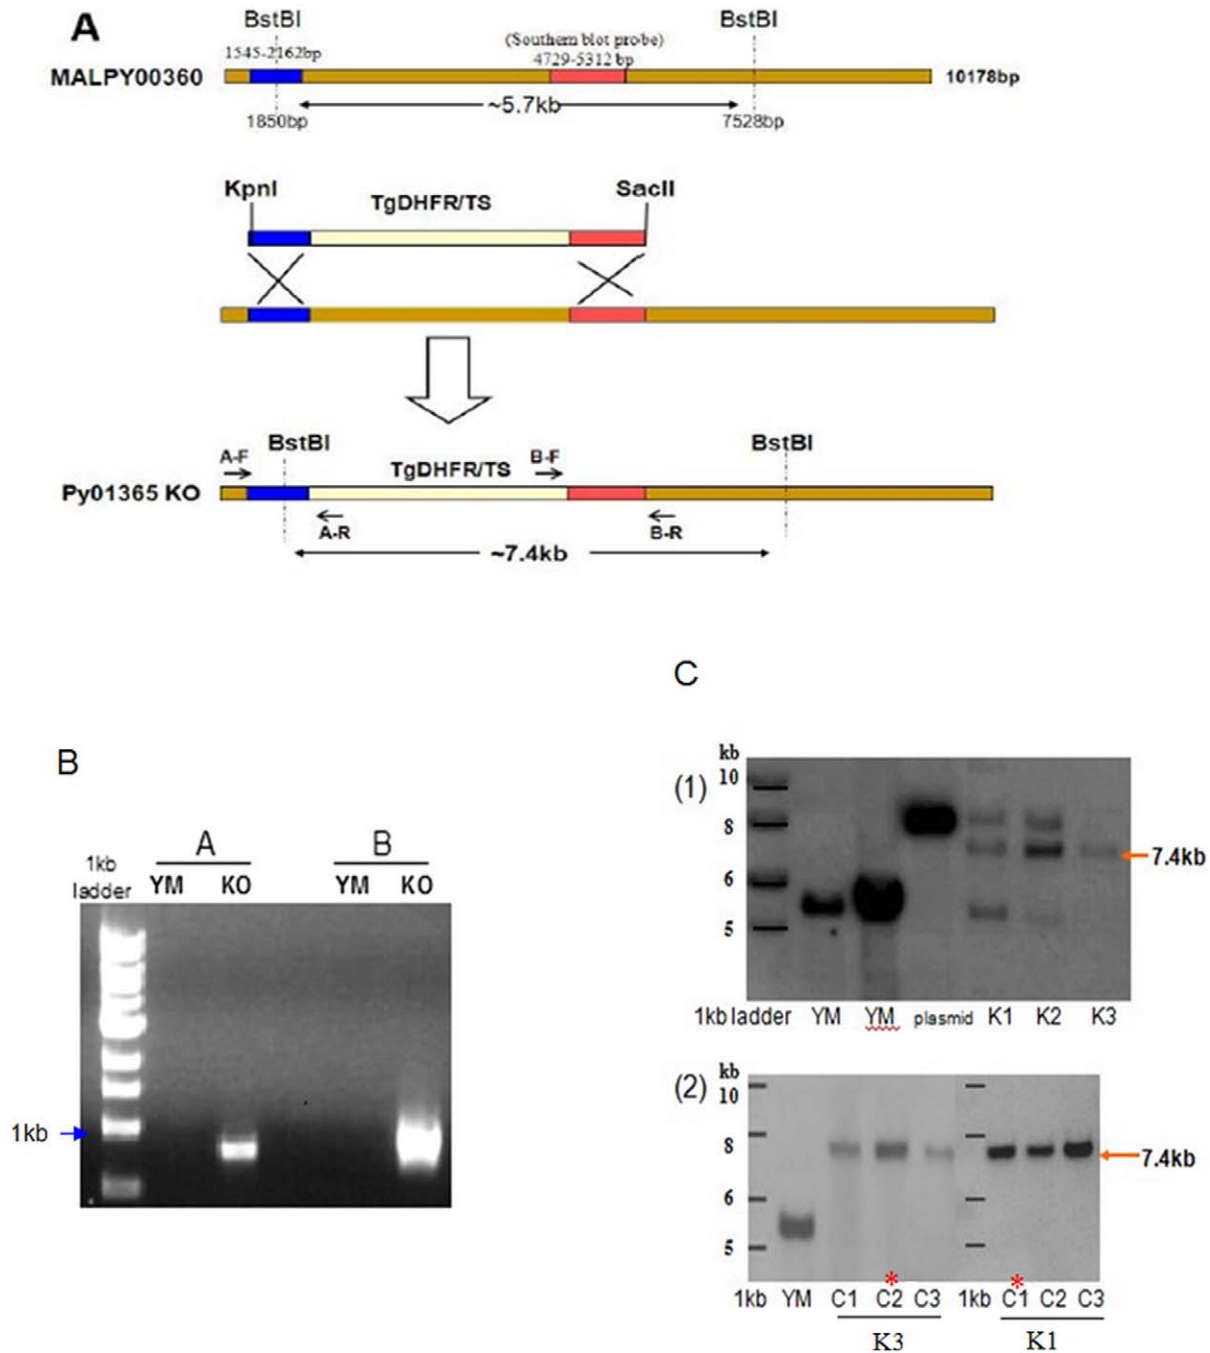 A
BstBI BstBI
1545-2162bp
(Southern blot probe)
4729-5312 bp
MALPY00360 10178bp
~5.7kb
1850bp 7528bp
KpnI TgDHFR/TS SacII
A-F BstBI TgDHFR/TS B-F BstBI
Py01365 KO
A-R B-R
~7.4kb
C
B
(1)
kb
10
8
6
5
7.4kb
1kb ladder YM YM plasmid K1 K2 K3
A B
1kb
ladder YM KO YM KO
1kb
(2)
kb
10
8
6
5
7.4kb
* *
1kb YM C1 C2 C3 1kb C1 C2 C3
K3 K1